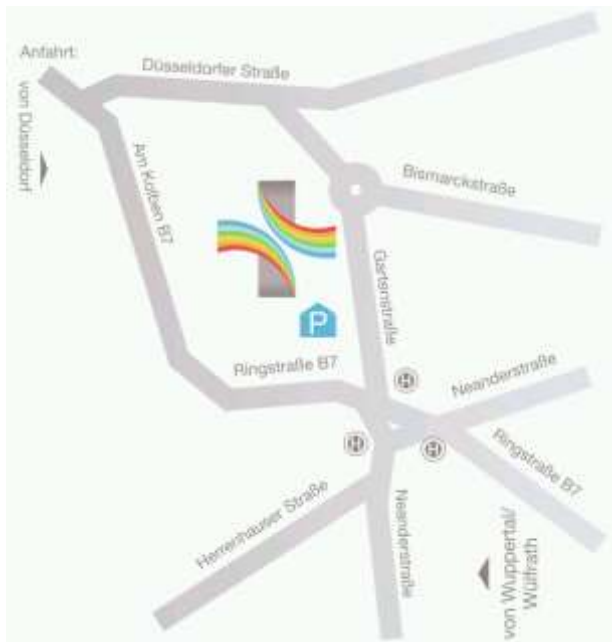 Anfahrt:
von Düsseldorf
Düsseldorfer Straße
Am Kolben B7
Bismarckstraße
Gartenstraße
P
Ringstraße B7
H
Neanderstraße
H
H
Ringstraße B7
Herrenhauser Straße
Neanderstraße
von Wuppertal/
Wülfrath